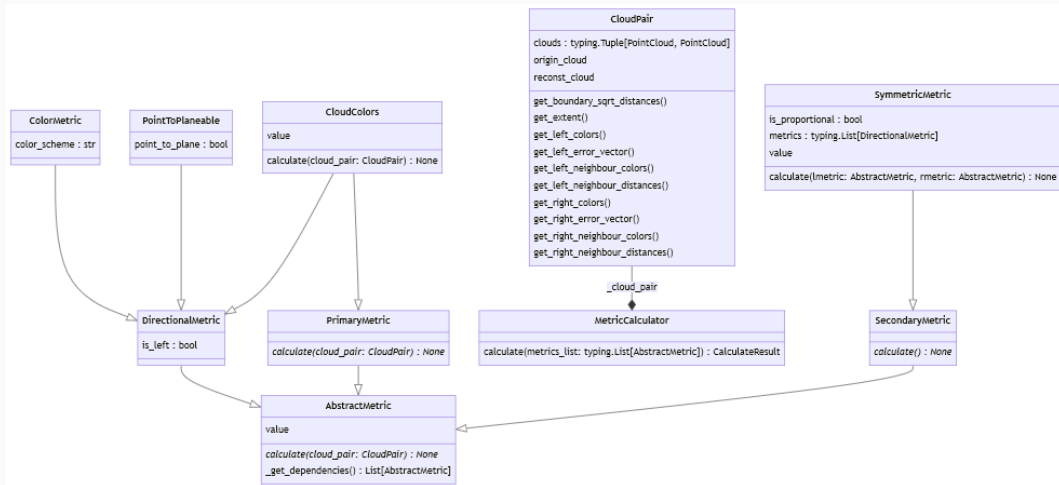 CloudPair
clouds : typing.Tuple[PointCloud, PointCloud]
origin_cloud
reconst_cloud
get_boundary_sqrt_distances()
get_extent()
get_left_colors()
get_left_error_vector()
get_left_neighbour_colors()
get_left_neighbour_distances()
get_right_colors()
get_right_error_vector()
get_right_neighbour_colors()
get_right_neighbour_distances()
ColorMetric
color_scheme : str
PointToPlaneable
point_to_plane : bool
CloudColors
value
calculate(cloud_pair: CloudPair) : None
SymmetricMetric
is_proportional : bool
metrics : typing.List[DirectionalMetric]
value
calculate(lmetric: AbstractMetric, rmetric: AbstractMetric) : None
_cloud_pair
DirectionalMetric
is_left : bool
PrimaryMetric
calculate(cloud_pair: CloudPair) : None
MetricCalculator
calculate(metrics_list: typing.List[AbstractMetric]) : CalculateResult
SecondaryMetric
calculate() : None
AbstractMetric
value
calculate(cloud_pair: CloudPair) : None
_get_dependencies() : List[AbstractMetric]